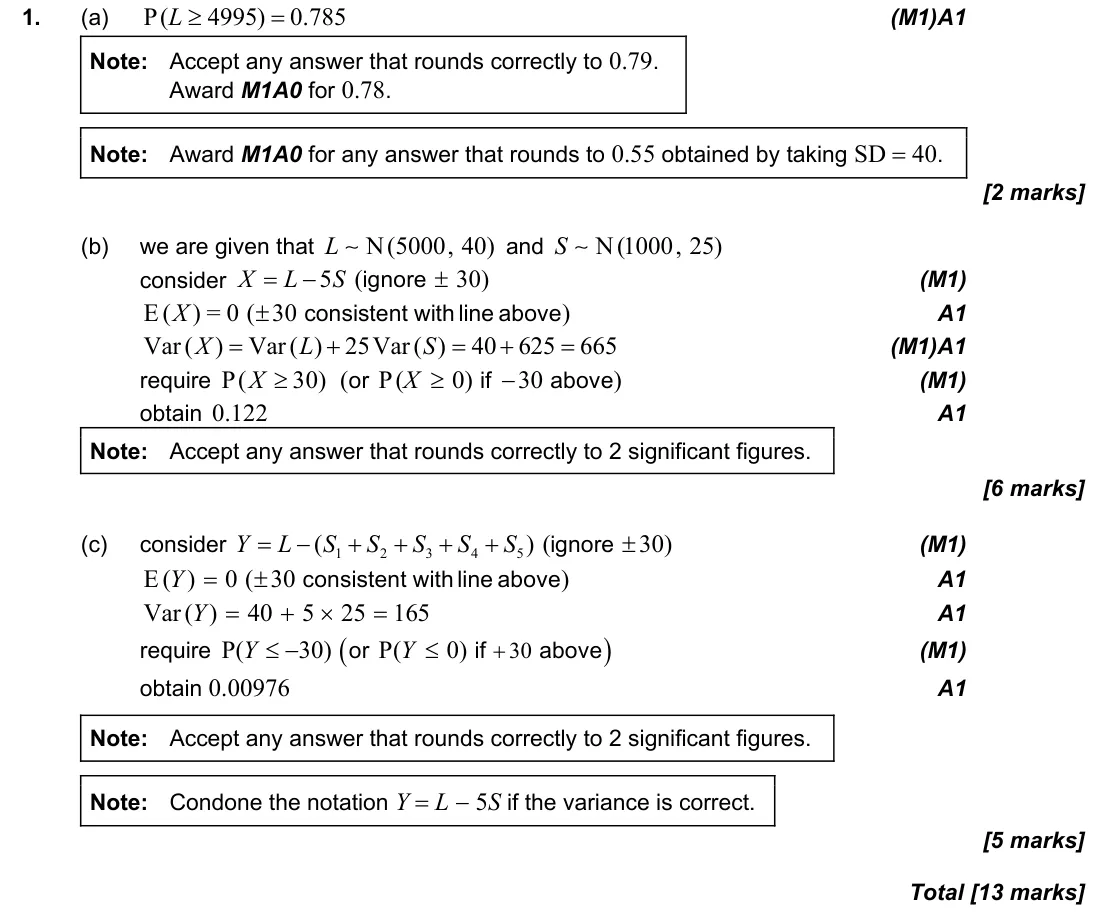 1. (a) P(L ≥ 4995) = 0.785 (M1)A1
Note: Accept any answer that rounds correctly to 0.79.
Award M1A0 for 0.78.
Note: Award M1A0 for any answer that rounds to 0.55 obtained by taking SD = 40.
[2 marks]
(b) we are given that L ~ N(5000, 40) and S ~ N(1000, 25)
consider X = L − 5S (ignore ± 30) (M1)
E(X) = 0 (±30 consistent with line above) A1
Var(X) = Var(L) + 25 Var(S) = 40 + 625 = 665 (M1)A1
require P(X ≥ 30) (or P(X ≥ 0) if −30 above) (M1)
obtain 0.122 A1
Note: Accept any answer that rounds correctly to 2 significant figures.
[6 marks]
(c) consider Y = L − (S₁ + S₂ + S₃ + S₄ + S₅) (ignore ±30) (M1)
E(Y) = 0 (±30 consistent with line above) A1
Var(Y) = 40 + 5 × 25 = 165 A1
require P(Y ≤ −30) (or P(Y ≤ 0) if +30 above) (M1)
obtain 0.00976 A1
Note: Accept any answer that rounds correctly to 2 significant figures.
Note: Condone the notation Y = L − 5S if the variance is correct.
[5 marks]
Total [13 marks]